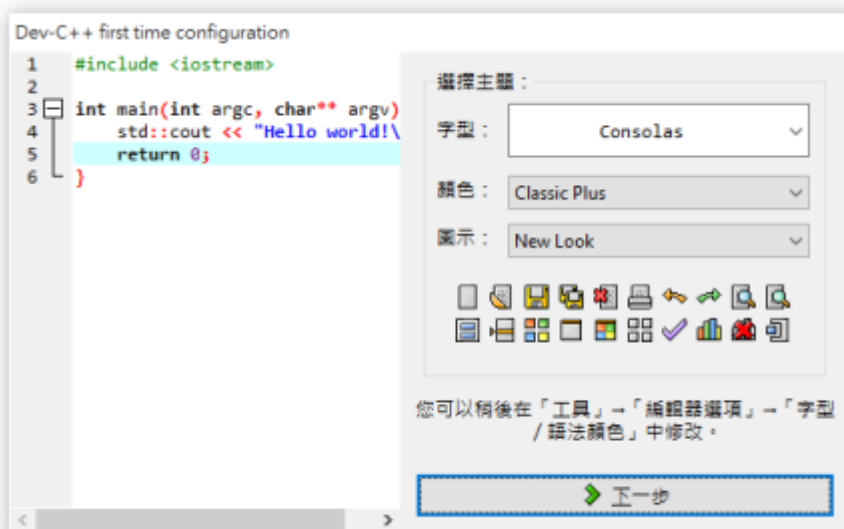 Dev-C++ first time configuration
1 #include <iostream>
2
3 int main(int argc, char** argv)
4 std::cout << "Hello world!\
5 return 0;
6 }
選擇主題：
字型： Consolas
顏色： Classic Plus
圖示： New Look
您可以稍後在「工具」→「編輯器選項」→「字型
/ 語法顏色」中修改。
下一步